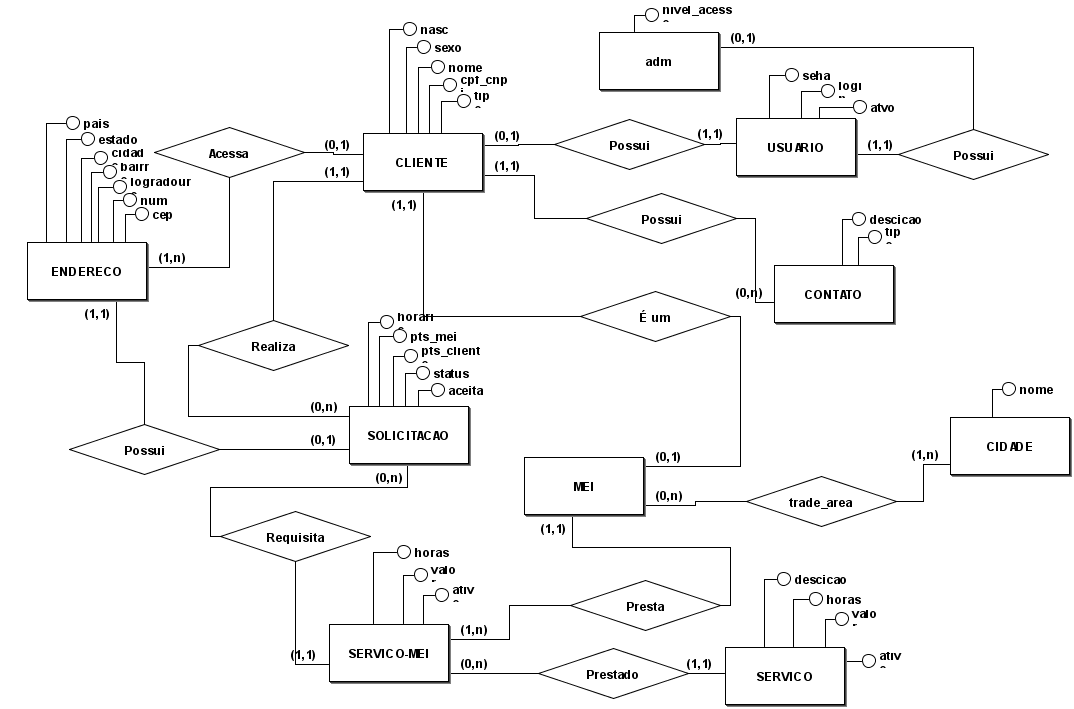 nivel_acess
nasc
(0,1)
sexo
adm
nome
seha
cpf_cnp
logi
tip
ativo
pais
estado
cidad
(0,1)
(0,1)
(1,1)
USUARIO
(1,1)
Possui
Acessa
CLIENTE
Possui
bairr
(1,1)
(1,1)
logradour
num
(1,1)
cep
Possui
descicao
tip
(1,n)
ENDERECO
(0,n)
CONTATO
(1,1)
É um
horari
pts_mei
Realiza
pts_client
status
aceita
nome
(0,n)
SOLICITACAO
(0,1)
Possui
CIDADE
(0,1)
(1,n)
(0,n)
MEI
(0,n)
trade_area
(1,1)
Requisita
horas
valo
descicao
ativ
horas
Presta
valo
(1,n)
(1,1)
SERVICO-MEI
ativ
(0,n)
Prestado
(1,1)
SERVICO